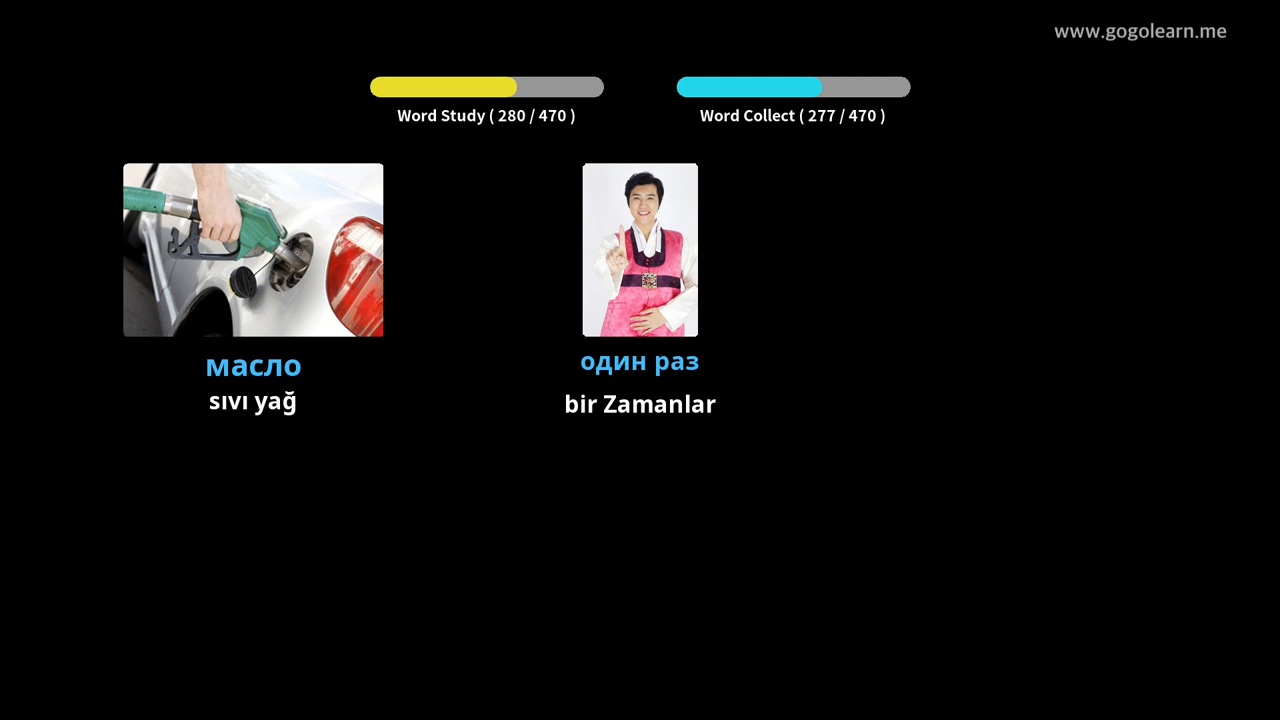 www.gogolearn.me
Word Study ( 280 / 470 )
Word Collect ( 277 / 470 )
масло
sıvı yağ
один раз
bir Zamanlar